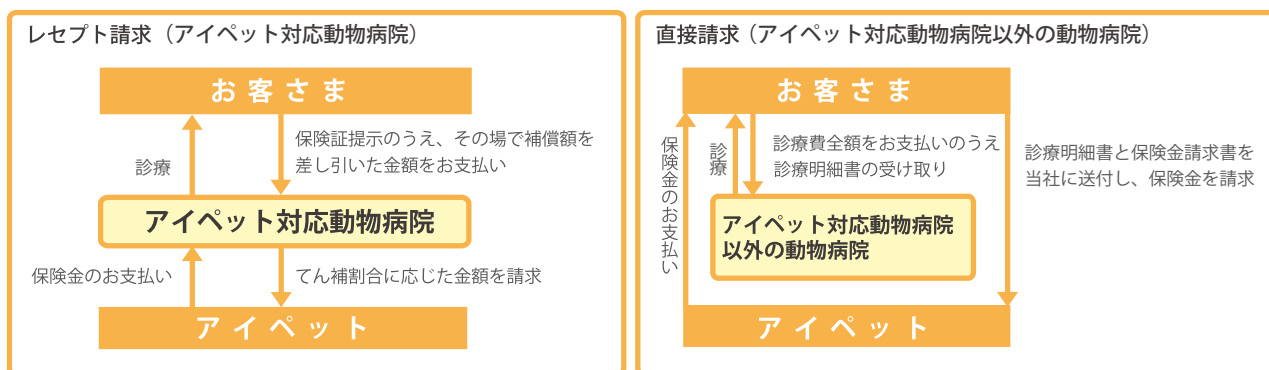 レセプト請求（アイペット対応動物病院）
お客さま
診療
保険証提示のうえ、その場で補償額を
差し引いた金額をお支払い
アイペット対応動物病院
保険金のお支払い
てん補割合に応じた金額を請求
アイペット
直接請求（アイペット対応動物病院以外の動物病院）
お客さま
保険金のお支払い
診療
診療費全額をお支払いのうえ
診療明細書の受け取り
診療明細書と保険金請求書を
当社に送付し、保険金を請求
アイペット対応動物病院
以外の動物病院
アイペット